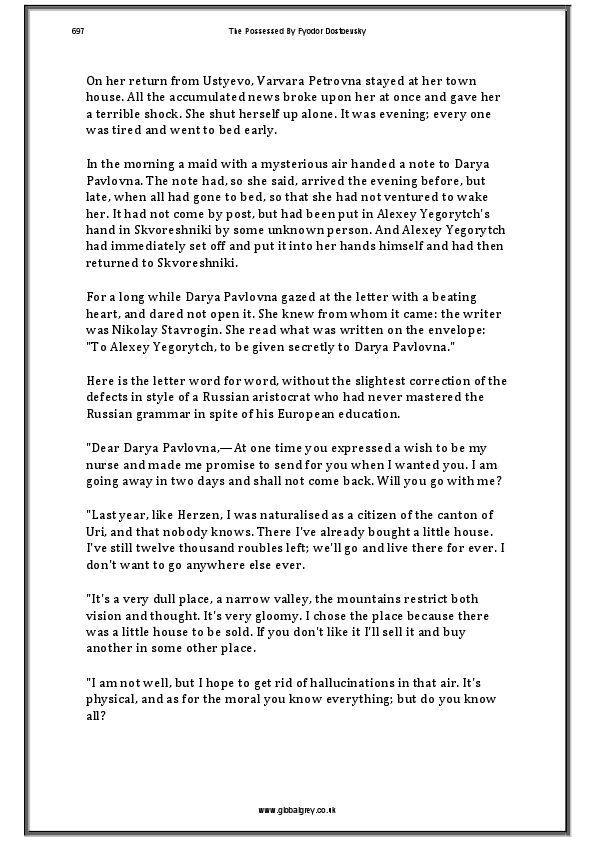 697 The Possessed By Fyodor Dostoevsky
On her return from Ustyevo, Varvara Petrovna stayed at her town
house. All the accumulated news broke upon her at once and gave her
a terrible shock. She shut herself up alone. It was evening; every one
was tired and went to bed early.
In the morning a maid with a mysterious air handed a note to Darya
Pavlovna. The note had, so she said, arrived the evening before, but
late, when all had gone to bed, so that she had not ventured to wake
her. It had not come by post, but had been put in Alexey Yegorytch's
hand in Skvoreshniki by some unknown person. And Alexey Yegorytch
had immediately set off and put it into her hands himself and had then
returned to Skvoreshniki.
For a long while Darya Pavlovna gazed at the letter with a beating
heart, and dared not open it. She knew from whom it came: the writer
was Nikolay Stavrogin. She read what was written on the envelope:
"To Alexey Yegorytch, to be given secretly to Darya Pavlovna."
Here is the letter word for word, without the slightest correction of the
defects in style of a Russian aristocrat who had never mastered the
Russian grammar in spite of his European education.
"Dear Darya Pavlovna,—At one time you expressed a wish to be my
nurse and made me promise to send for you when I wanted you. I am
going away in two days and shall not come back. Will you go with me?
"Last year, like Herzen, I was naturalised as a citizen of the canton of
Uri, and that nobody knows. There I've already bought a little house.
I've still twelve thousand roubles left; we'll go and live there for ever. I
don't want to go anywhere else ever.
"It's a very dull place, a narrow valley, the mountains restrict both
vision and thought. It's very gloomy. I chose the place because there
was a little house to be sold. If you don't like it I'll sell it and buy
another in some other place.
"I am not well, but I hope to get rid of hallucinations in that air. It's
physical, and as for the moral you know everything; but do you know
all?
www.globalgrey.co.uk